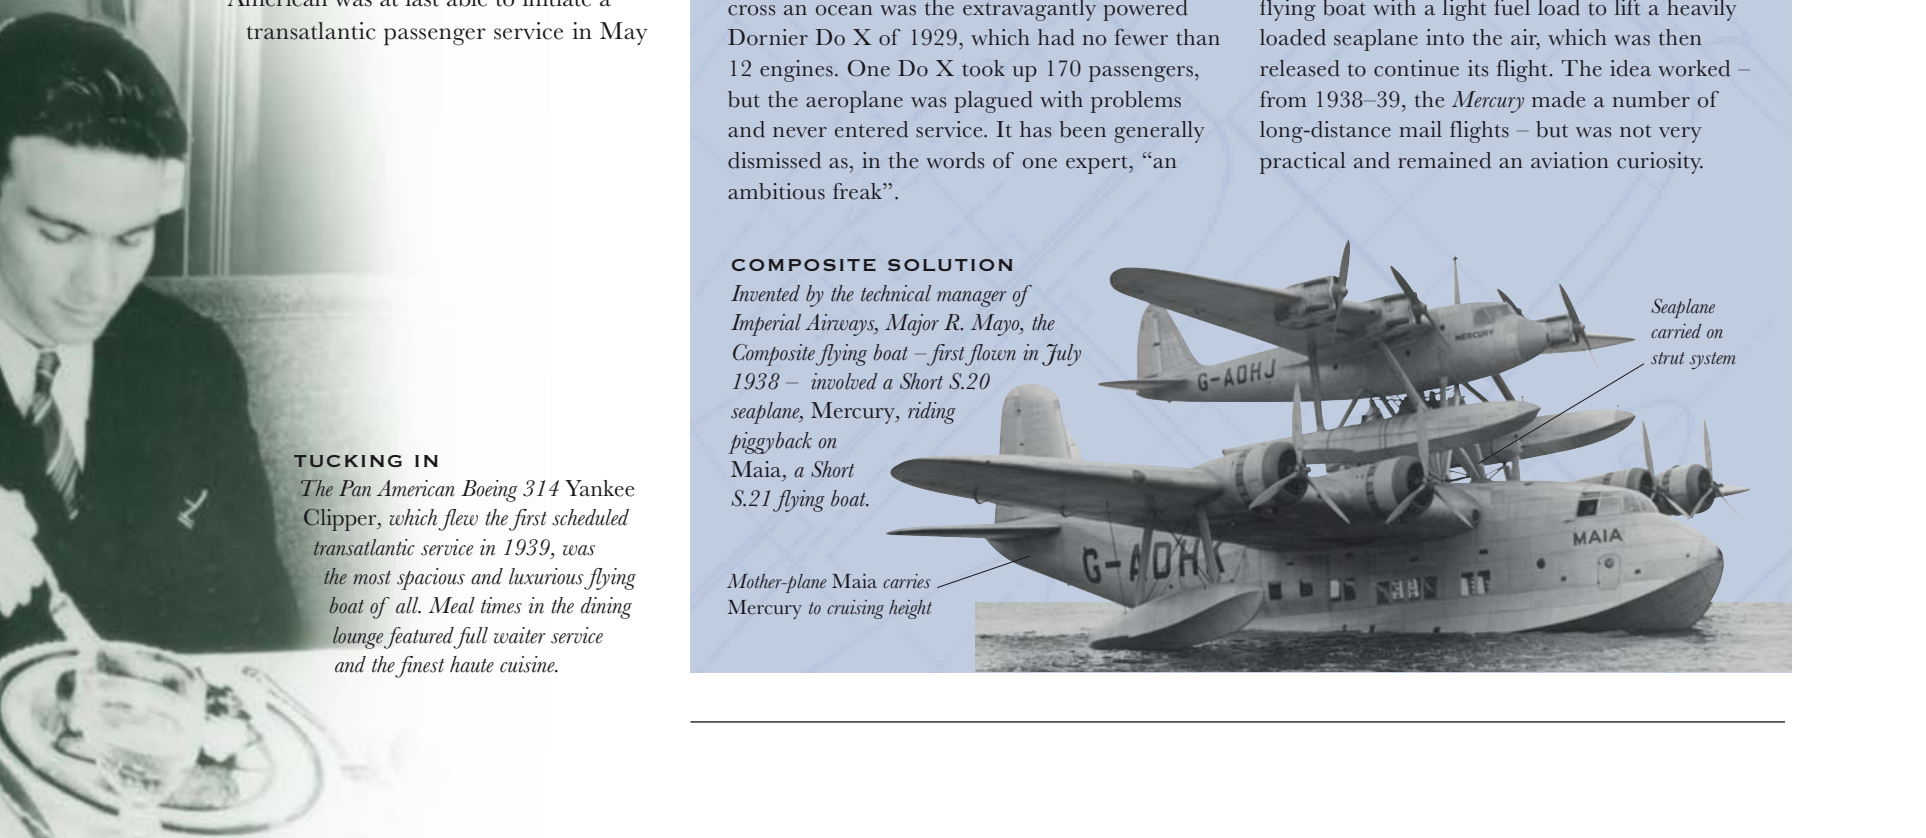 American was at last able to initiate a
transatlantic passenger service in May
TUCKING IN
The Pan American Boeing 314 Yankee
Clipper, which flew the first scheduled
transatlantic service in 1939, was
the most spacious and luxurious flying
boat of all. Meal times in the dining
lounge featured full waiter service
and the finest haute cuisine.
cross an ocean was the extravagantly powered
Dornier Do X of 1929, which had no fewer than
12 engines. One Do X took up 170 passengers,
but the aeroplane was plagued with problems
and never entered service. It has been generally
dismissed as, in the words of one expert, “an
ambitious freak”.
flying boat with a light fuel load to lift a heavily
loaded seaplane into the air, which was then
released to continue its flight. The idea worked –
from 1938–39, the Mercury made a number of
long-distance mail flights – but was not very
practical and remained an aviation curiosity.
COMPOSITE SOLUTION
Invented by the technical manager of
Imperial Airways, Major R. Mayo, the
Composite flying boat – first flown in July
1938 – involved a Short S.20
seaplane, Mercury, riding
piggyback on
Maia, a Short
S.21 flying boat.
Seaplane
carried on
strut system
MERCURY
G-ADHJ
MAIA
G-ADHK
Mother-plane Maia carries
Mercury to cruising height